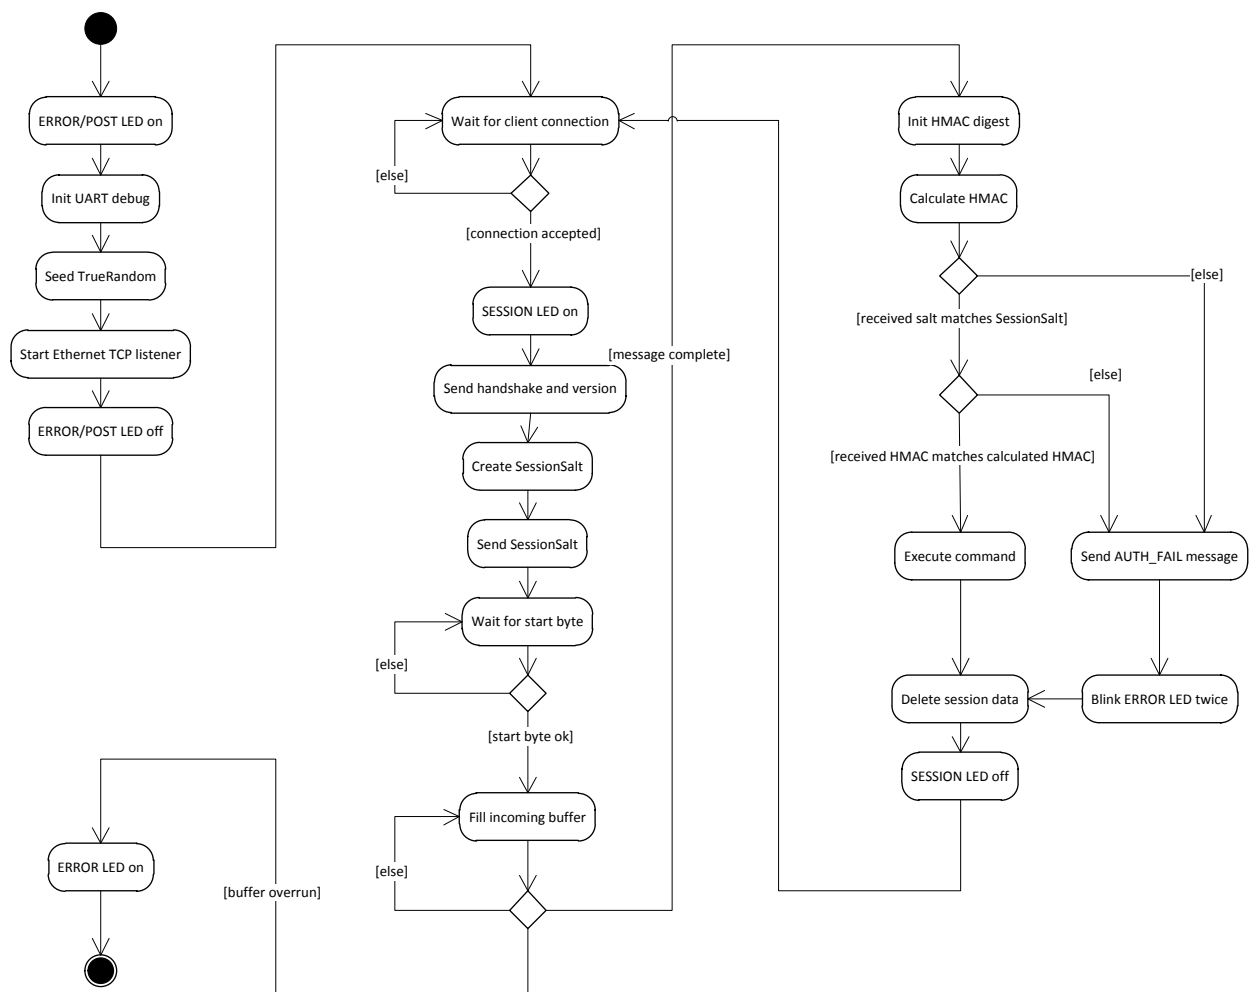 ERROR/POST LED on
Init UART debug
Seed TrueRandom
Start Ethernet TCP listener
ERROR/POST LED off
Wait for client connection
[else]
[connection accepted]
SESSION LED on
[message complete]
Send handshake and version
Create SessionSalt
Send SessionSalt
Wait for start byte
[else]
[start byte ok]
Fill incoming buffer
[else]
[buffer overrun]
ERROR LED on
Init HMAC digest
Calculate HMAC
[else]
[received salt matches SessionSalt]
[else]
[received HMAC matches calculated HMAC]
Execute command
Send AUTH_FAIL message
Delete session data
Blink ERROR LED twice
SESSION LED off